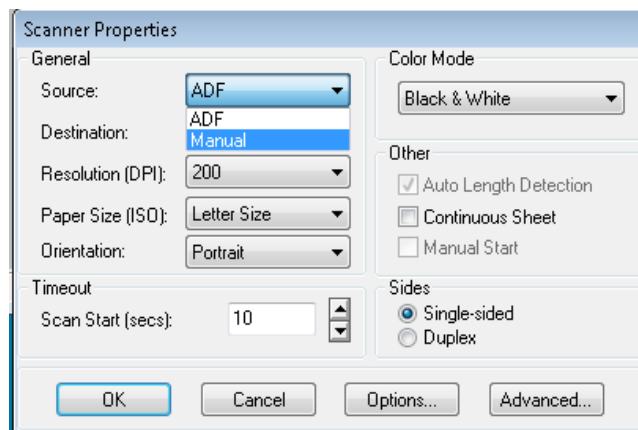 Scanner Properties
General
Source: ADF
ADF
Manual
Destination:
Resolution (DPI): 200
Paper Size (ISO): Letter Size
Orientation: Portrait
Timeout
Scan Start (secs): 10
Color Mode
Black & White
Other
Auto Length Detection
Continuous Sheet
Manual Start
Sides
Single-sided
Duplex
OK Cancel Options... Advanced...